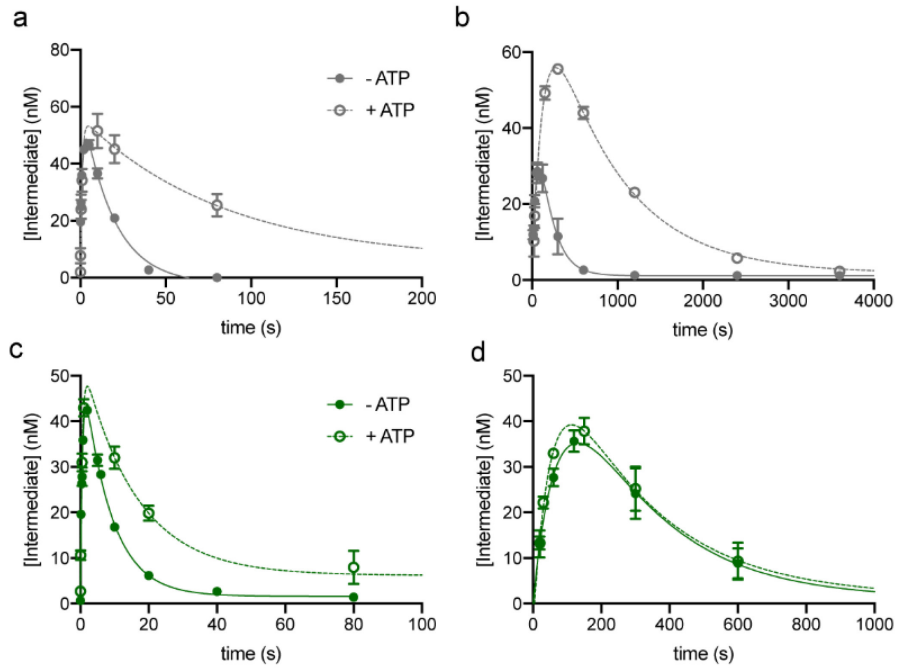 a
[Intermediate] (nM)
80
60
40
20
0
0 50 100 150 200
time (s)
- ATP
+ ATP
b
[Intermediate] (nM)
60
40
20
0
0 1000 2000 3000 4000
time (s)
c
[Intermediate] (nM)
50
40
30
20
10
0
0 20 40 60 80 100
time (s)
- ATP
+ ATP
d
[Intermediate] (nM)
50
40
30
20
10
0
0 200 400 600 800 1000
time (s)